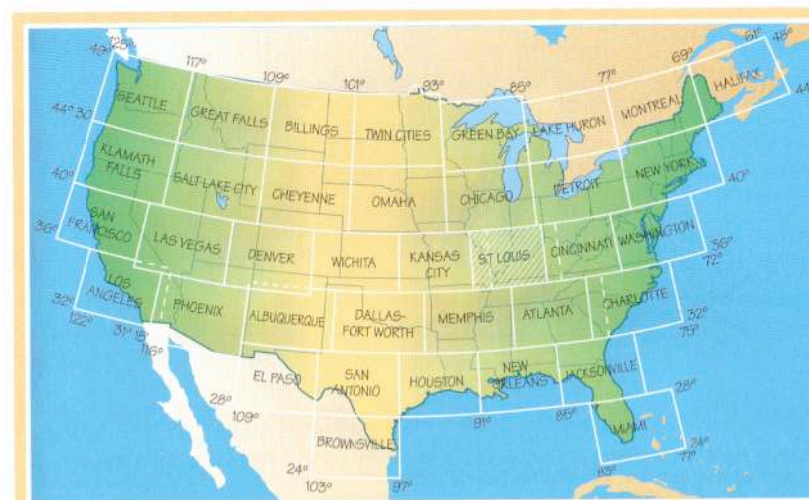 49° 125°
117°
109°
101°
93°
85°
77°
69°
61°
48°
SEATTLE
GREAT FALLS
BILLINGS
TWIN CITIES
GREEN BAY
LAKE HURON
MONTREAL
HALIFAX
44° 30'
44°
KLAMATH
FALLS
SALT LAKE CITY
CHEYENNE
OMAHA
CHICAGO
DETROIT
NEW YORK
40°
40°
SAN
FRANCISCO
LAS VEGAS
DENVER
WICHITA
KANSAS
CITY
ST LOUIS
CINCINNATI
WASHINGTON
36°
36°
72°
LOS
ANGELES
PHOENIX
ALBUQUERQUE
DALLAS-
FORT WORTH
MEMPHIS
ATLANTA
CHARLOTTE
32°
122°
31° 15'
116°
32°
75°
EL PASO
SAN
ANTONIO
HOUSTON
NEW
ORLEANS
JACKSONVILLE
28°
109°
91°
85°
28°
BROWNSVILLE
MIAMI
24°
103°
97°
83°
24°
77°